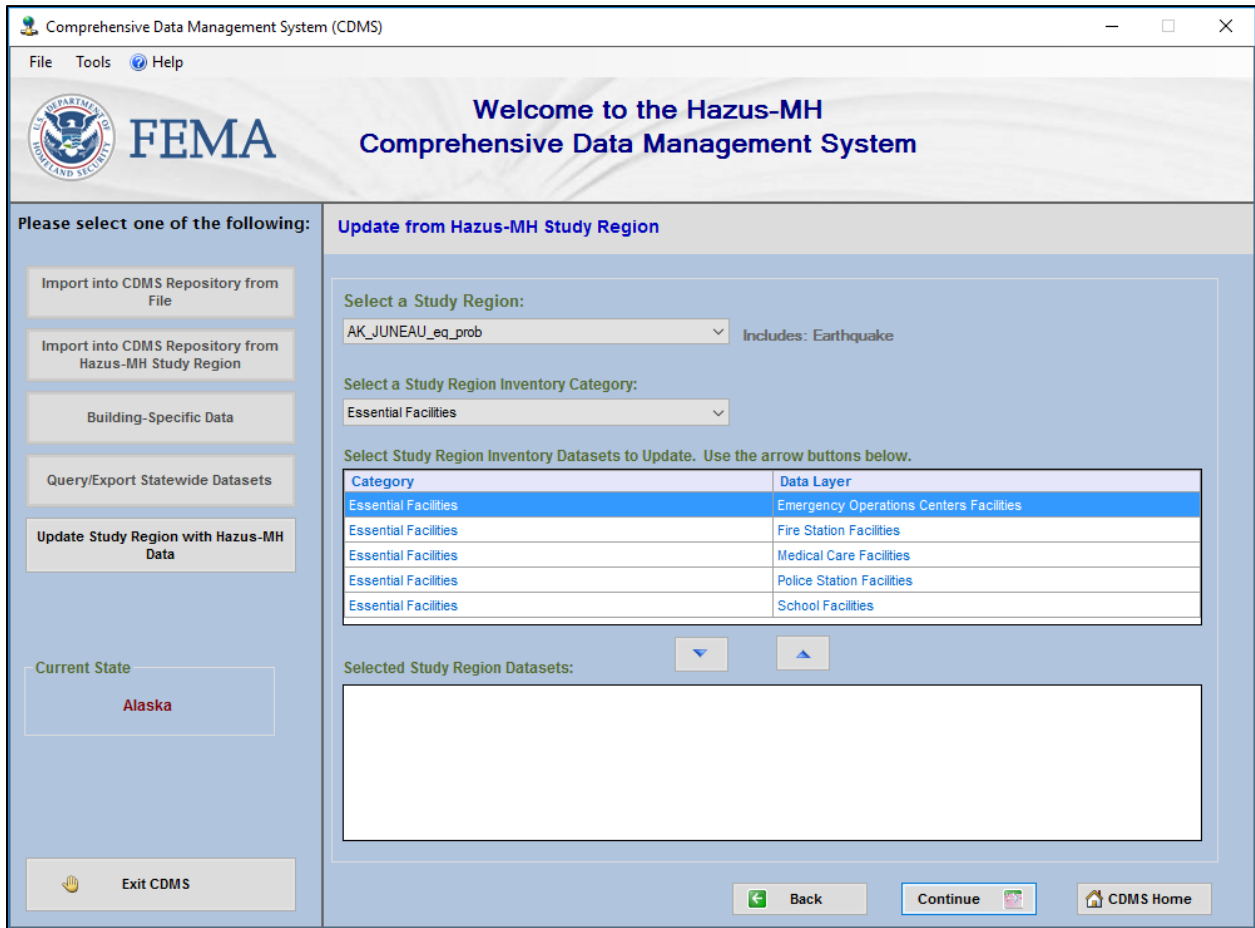 Comprehensive Data Management System (CDMS)
File Tools Help
U.S. DEPARTMENT OF HOMELAND SECURITY
FEMA
Welcome to the Hazus-MH
Comprehensive Data Management System
Please select one of the following:
Import into CDMS Repository from
File
Import into CDMS Repository from
Hazus-MH Study Region
Building-Specific Data
Query/Export Statewide Datasets
Update Study Region with Hazus-MH
Data
Current State
Alaska
Exit CDMS
Update from Hazus-MH Study Region
Select a Study Region:
AK_JUNEAU_eq_prob Includes: Earthquake
Select a Study Region Inventory Category:
Essential Facilities
Select Study Region Inventory Datasets to Update. Use the arrow buttons below.
Category Data Layer
Essential Facilities Emergency Operations Centers Facilities
Essential Facilities Fire Station Facilities
Essential Facilities Medical Care Facilities
Essential Facilities Police Station Facilities
Essential Facilities School Facilities
Selected Study Region Datasets:
Back Continue CDMS Home